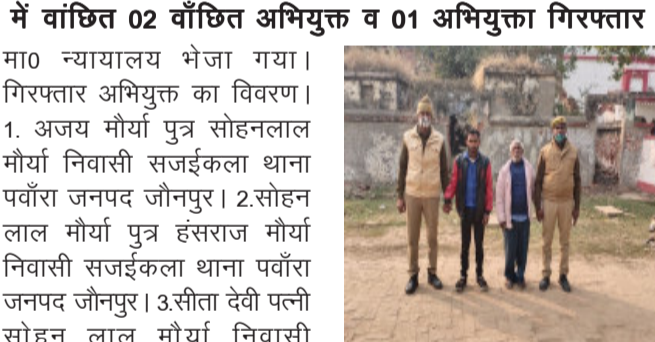 में वांछित 02 वाँछित अभियुक्त व 01 अभियुक्ता गिरफ्तार
मा0 न्यायालय भेजा गया।
गिरफ्तार अभियुक्त का विवरण।
1. अजय मौर्या पुत्र सोहनलाल
मौर्या निवासी सजईकला थाना
पवाँरा जनपद जौनपुर। 2.सोहन
लाल मौर्या पुत्र हंसराज मौर्या
निवासी सजईकला थाना पवाँरा
जनपद जौनपुर। 3.सीता देवी पत्नी
सोहन लाल मौर्या निवासी